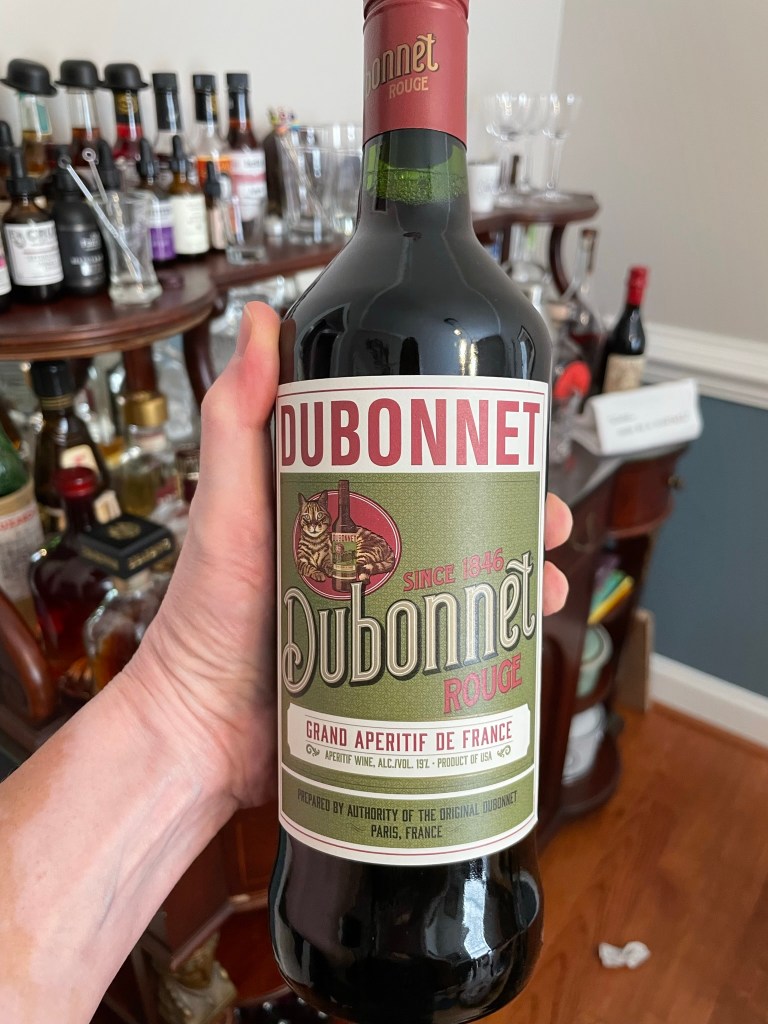 Dubonnet
ROUGE
DUBONNET
DUBONNET
SINCE 1846
Dubonnet
ROUGE
GRAND APERITIF DE FRANCE
APERITIF WINE, ALC./VOL. 19%. • PRODUCT OF USA
PREPARED BY AUTHORITY OF THE ORIGINAL DUBONNET
PARIS, FRANCE